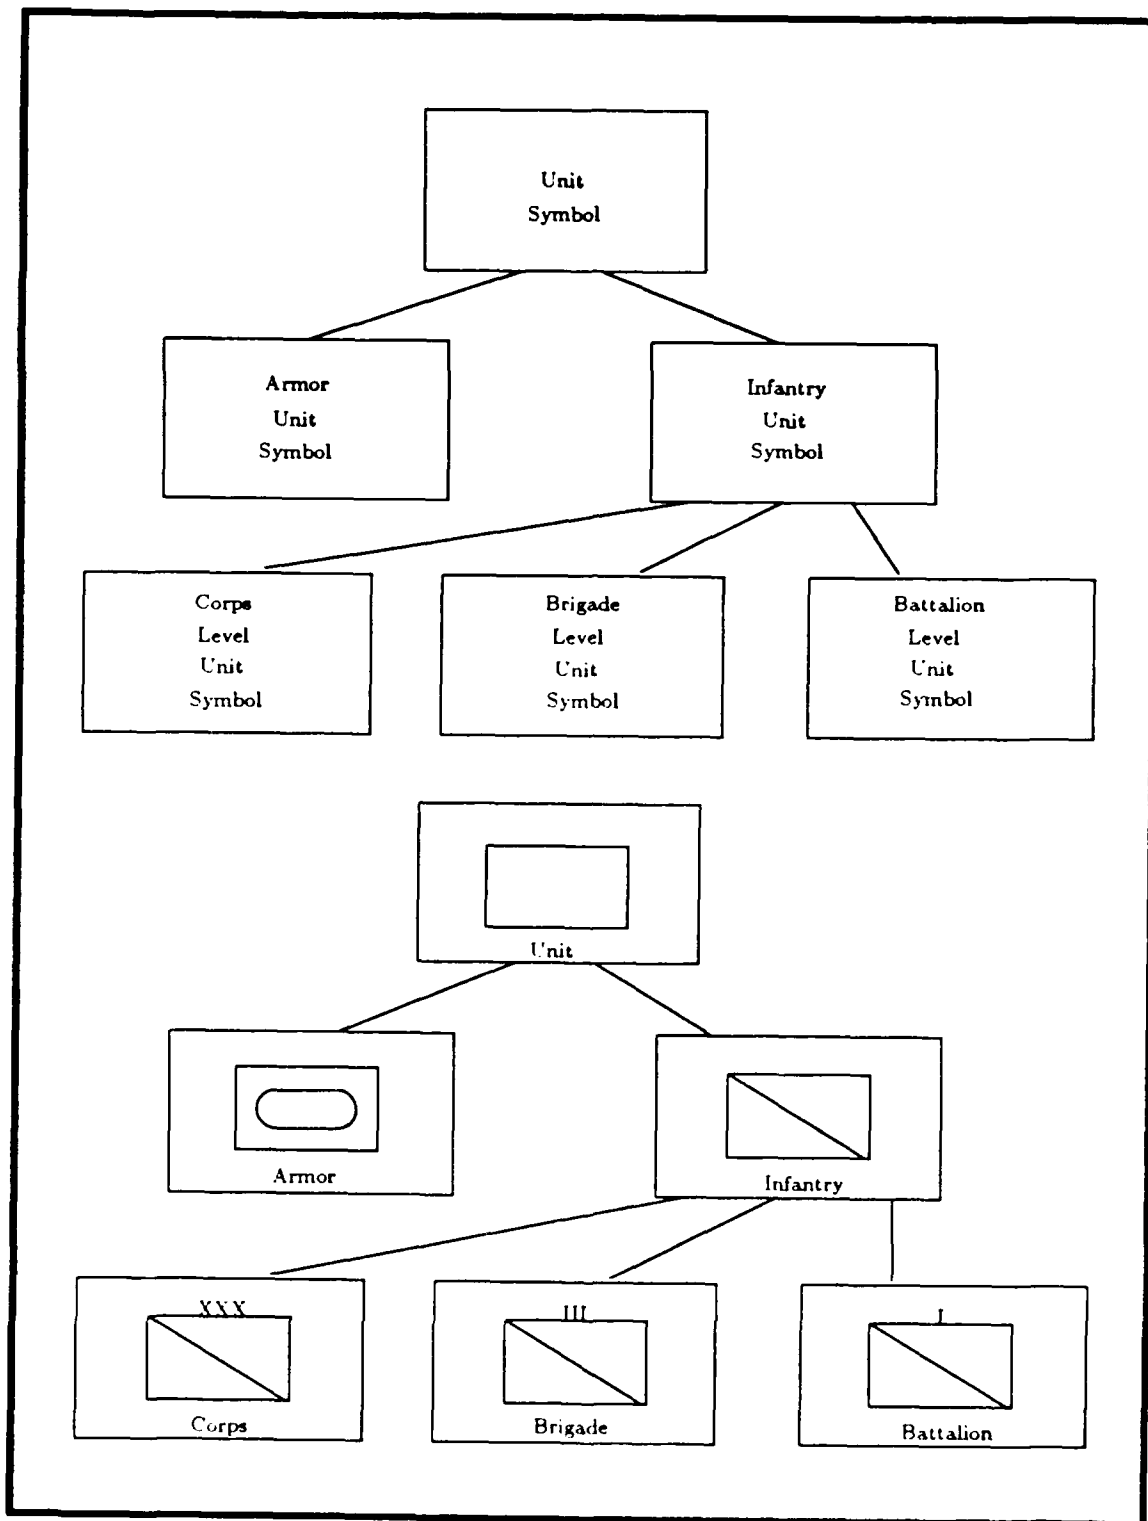 Unit
Symbol
Armor
Unit
Symbol
Infantry
Unit
Symbol
Corps
Level
Unit
Symbol
Brigade
Level
Unit
Symbol
Battalion
Level
Unit
Symbol
Unit
Armor
Infantry
XXX
Corps
III
Brigade
I
Battalion